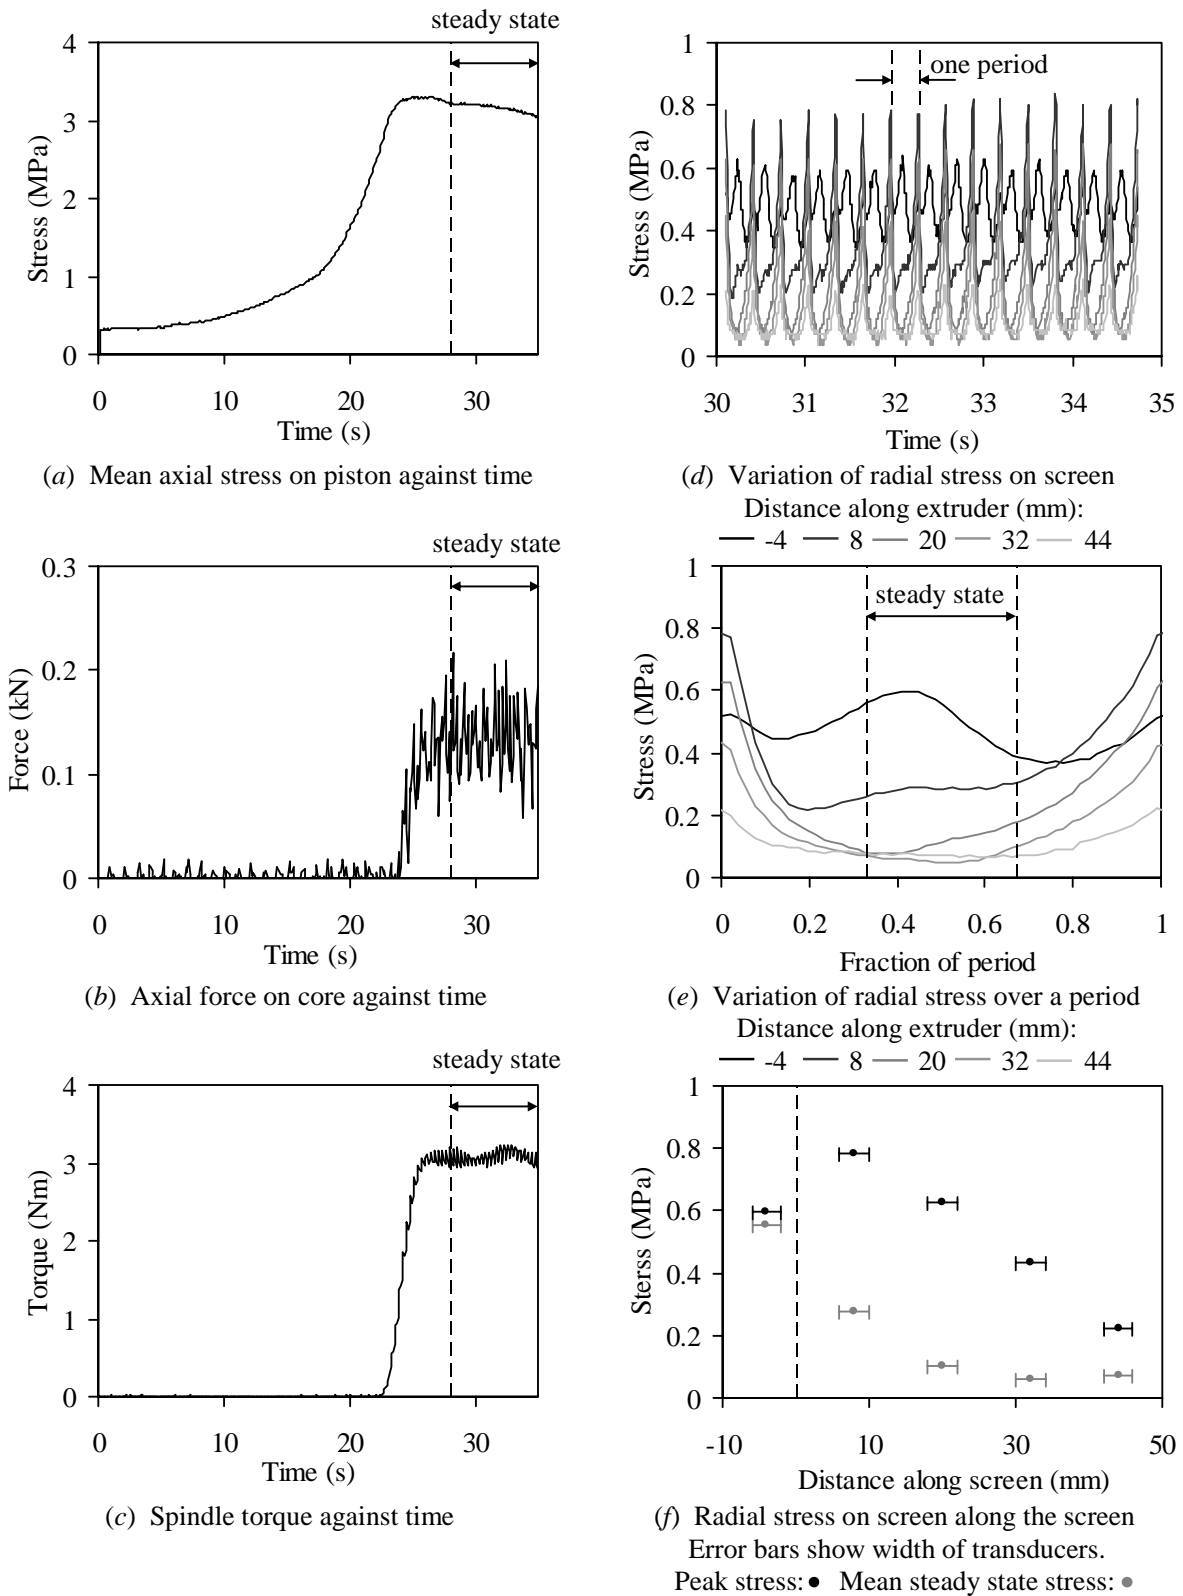 steady state
4
3
2
1
0
Stress (MPa)
0 10 20 30
Time (s)
(a) Mean axial stress on piston against time
steady state
0.3
0.2
0.1
0
Force (kN)
0 10 20 30
Time (s)
(b) Axial force on core against time
steady state
4
3
2
1
0
Torque (Nm)
0 10 20 30
Time (s)
(c) Spindle torque against time
1
0.8
0.6
0.4
0.2
0
Stress (MPa)
one period
30 31 32 33 34 35
Time (s)
(d) Variation of radial stress on screen
Distance along extruder (mm):
-4 8 20 32 44
1
0.8
0.6
0.4
0.2
0
Stress (MPa)
steady state
0 0.2 0.4 0.6 0.8 1
Fraction of period
(e) Variation of radial stress over a period
Distance along extruder (mm):
-4 8 20 32 44
1
0.8
0.6
0.4
0.2
0
Sterss (MPa)
-10 10 30 50
Distance along screen (mm)
(f) Radial stress on screen along the screen
Error bars show width of transducers.
Peak stress: Mean steady state stress: